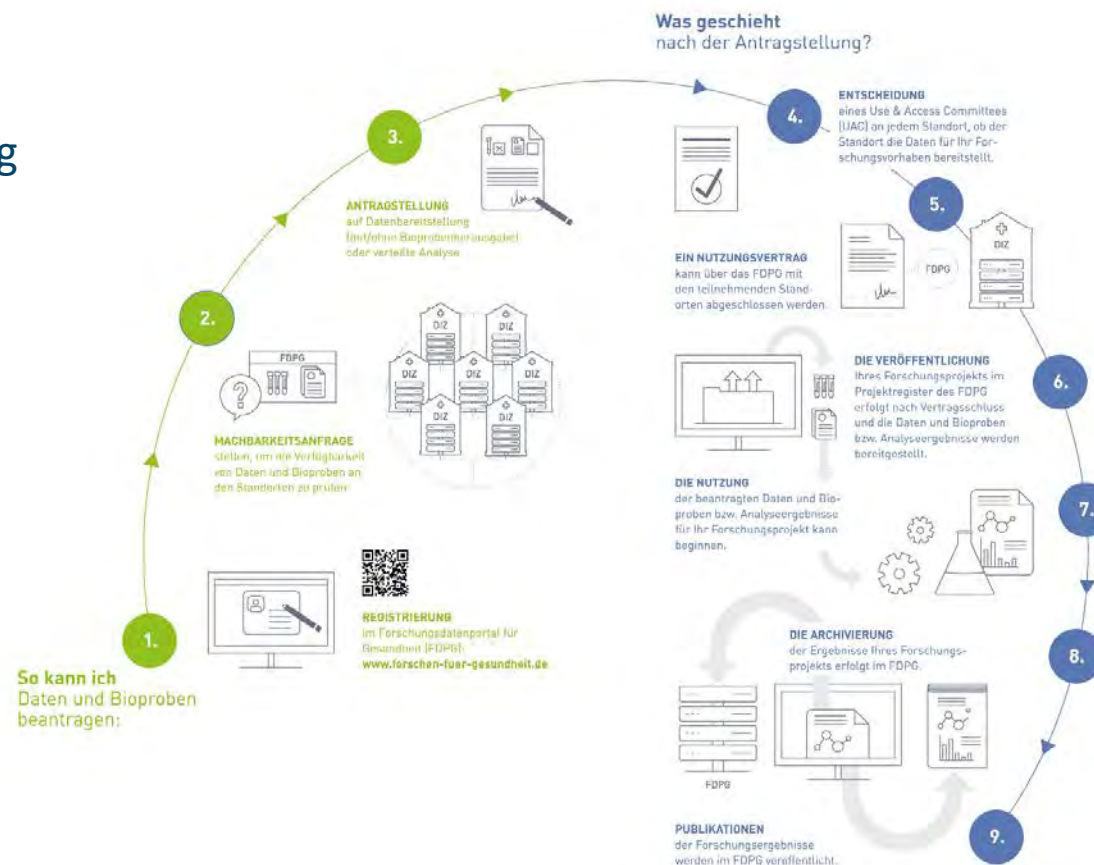 g
So kann ich
Daten und Bioproben
beantragen:
1.
REGISTRIERUNG
im Forschungsdatenportal für
Gesundheit (FDPG):
www.forschen-fuer-gesundheit.de
2.
FDPG
?
MACHBARKEITSANFRAGE
stellen, um die Verfügbarkeit
von Daten und Bioproben an
den Standorten zu prüfen
DIZ
DIZ
DIZ
DIZ
DIZ
DIZ
DIZ
3.
ANTRAGSTELLUNG
auf Datenbereitstellung
(mit/ohne Bioprobenherausgabe)
oder verteilte Analyse
Was geschieht
nach der Antragstellung?
4.
ENTSCHEIDUNG
eines Use & Access Committees
(UAC) an jedem Standort, ob der
Standort die Daten für Ihr For-
schungsvorhaben bereitstellt.
5.
EIN NUTZUNGSVERTRAG
kann über das FDPG mit
den teilnehmenden Stand-
orten abgeschlossen werden.
FDPG
DIZ
6.
DIE VERÖFFENTLICHUNG
Ihres Forschungsprojekts im
Projektregister des FDPG
erfolgt nach Vertragsschluss
und die Daten und Bioproben
bzw. Analyseergebnisse werden
bereitgestellt.
7.
DIE NUTZUNG
der beantragten Daten und Bio-
proben bzw. Analyseergebnisse
für Ihr Forschungsprojekt kann
beginnen.
8.
DIE ARCHIVIERUNG
der Ergebnisse Ihres Forschungs-
projekts erfolgt im FDPG.
FDPG
9.
PUBLIKATIONEN
der Forschungsergebnisse
werden im FDPG veröffentlicht.